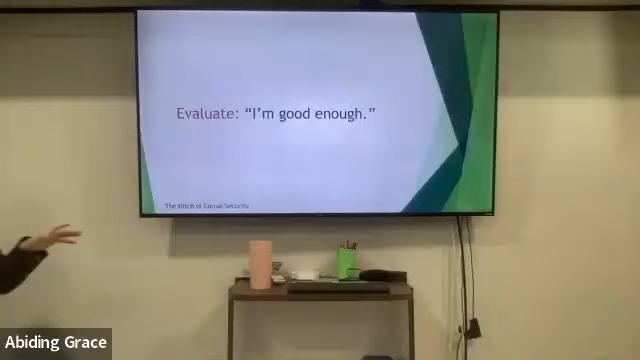 Evaluate: “I’m good enough.”
The Ditch of Carnal Security
Abiding Grace